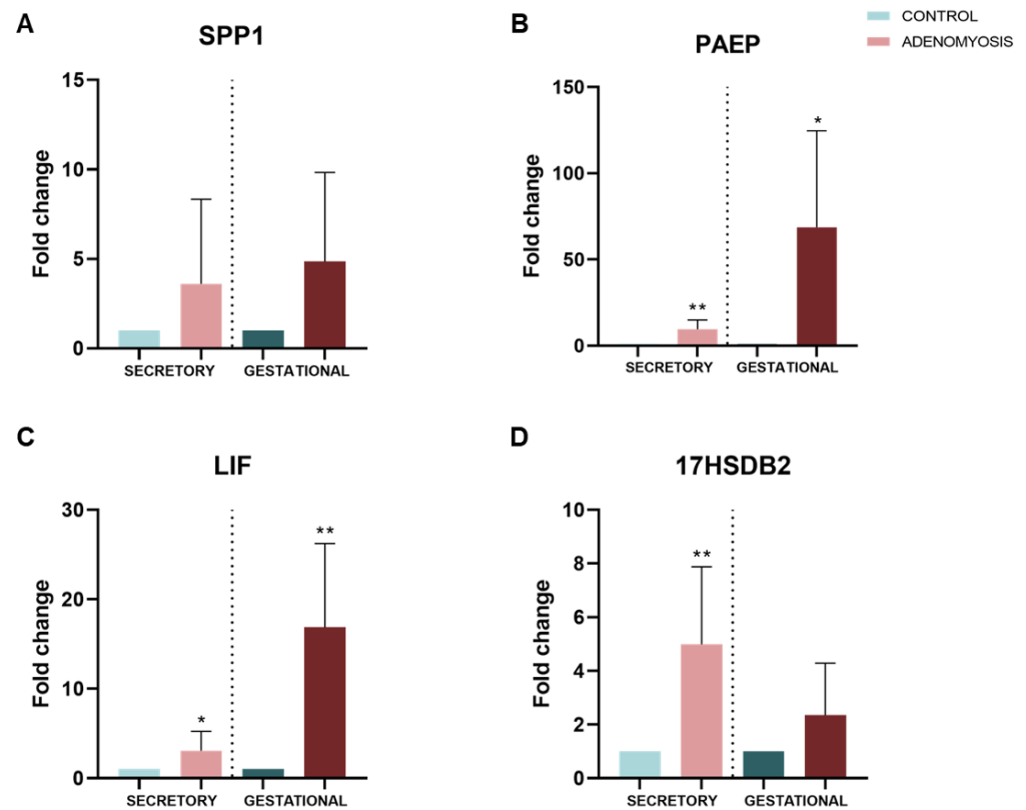 A
SPP1
Fold change
15
10
5
0
SECRETORY GESTATIONAL
B
PAEP
CONTROL
ADENOMYOSIS
Fold change
150
100
50
0
**
*
SECRETORY GESTATIONAL
C
LIF
Fold change
30
20
10
0
*
**
SECRETORY GESTATIONAL
D
17HSDB2
Fold change
10
8
6
4
2
0
**
SECRETORY GESTATIONAL